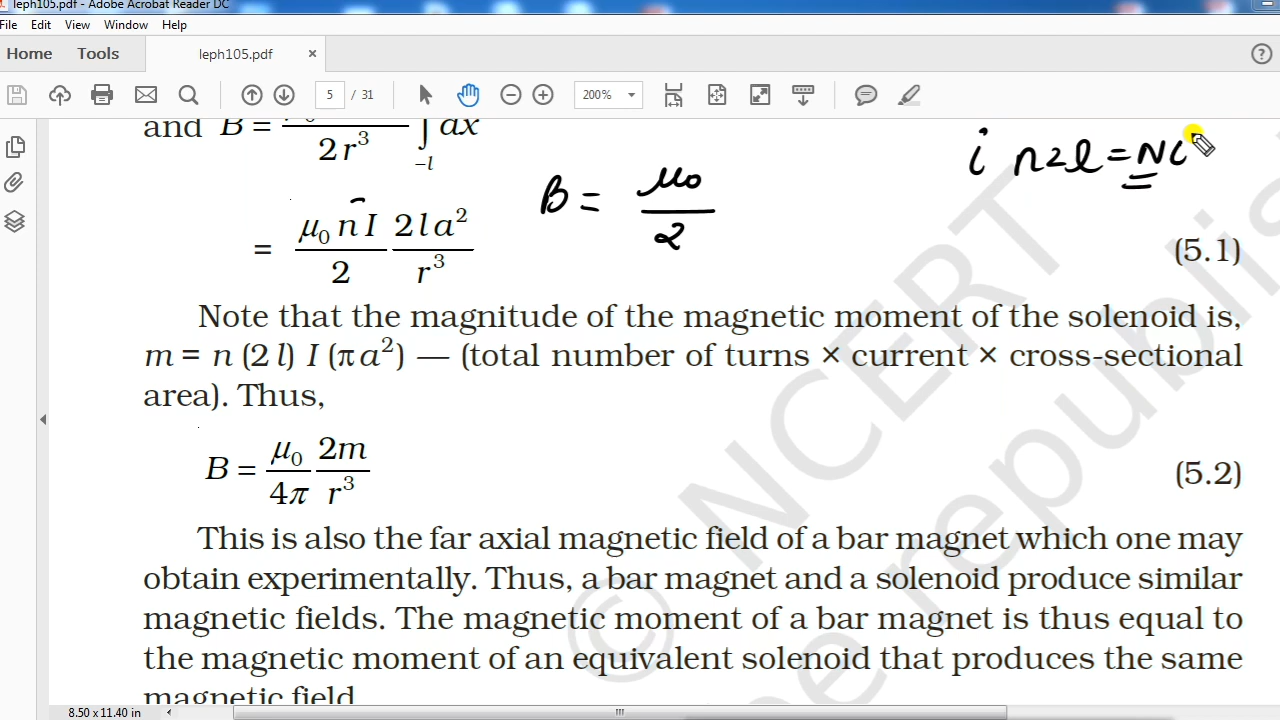 leph105.pdf - Adobe Acrobat Reader DC
File Edit View Window Help
Home Tools leph105.pdf × ?
5 / 31 200%
and B = 2 r³ ∫ -l dx
B = μ₀ / 2
i n2l = Ni
= μ₀ n I / 2 2 l a² / r³ (5.1)
Note that the magnitude of the magnetic moment of the solenoid is,
m = n (2 l) I (π a²) — (total number of turns × current × cross-sectional
area). Thus,
B = μ₀ / 4π 2m / r³ (5.2)
This is also the far axial magnetic field of a bar magnet which one may
obtain experimentally. Thus, a bar magnet and a solenoid produce similar
magnetic fields. The magnetic moment of a bar magnet is thus equal to
the magnetic moment of an equivalent solenoid that produces the same
magnetic field.
© NCERT
e republis
8.50 x 11.40 in